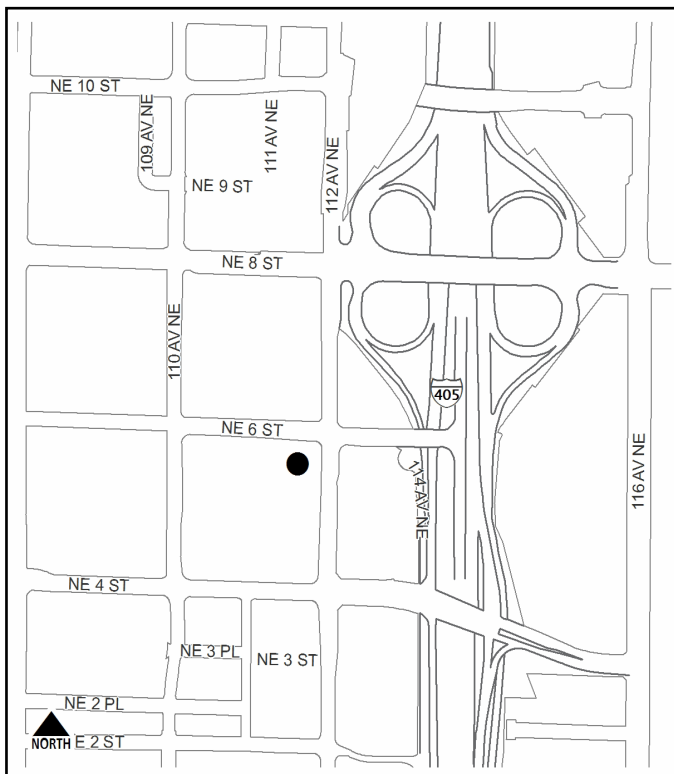 NE 10 ST
109 AV NE
111 AV NE
112 AV NE
NE 9 ST
NE 8 ST
110 AV NE
405
NE 6 ST
116 AV NE
4 AV NE
NE 4 ST
NE 3 PL
NE 3 ST
NE 2 PL
NORTH
E 2 ST